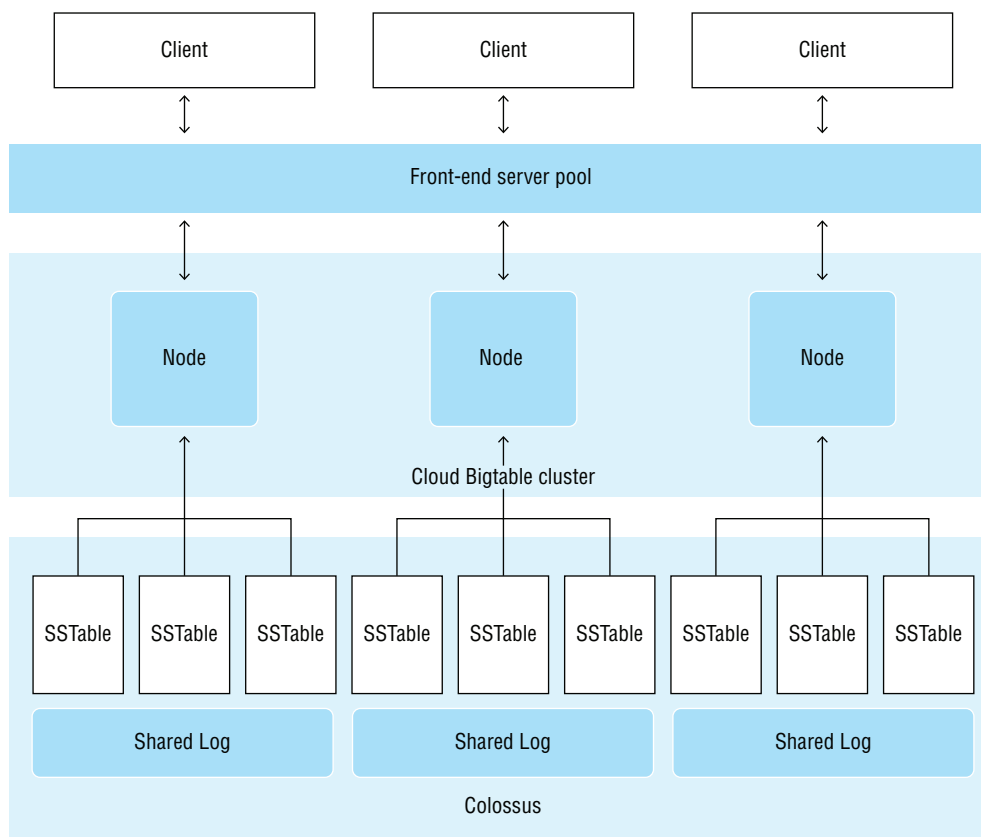 Client
Client
Client
Front-end server pool
Node
Node
Node
Cloud Bigtable cluster
SSTable
SSTable
SSTable
SSTable
SSTable
SSTable
SSTable
SSTable
SSTable
Shared Log
Shared Log
Shared Log
Colossus